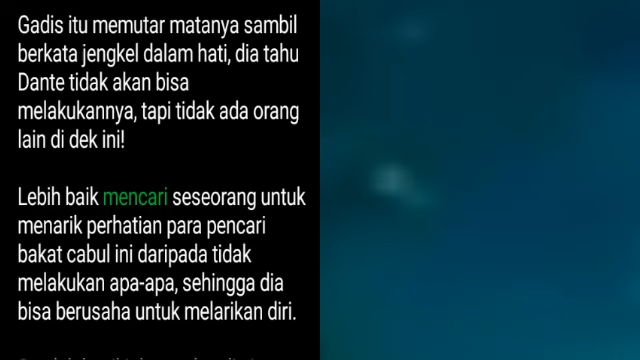 Gadis itu memutar matanya sambil
berkata jengkel dalam hati, dia tahu
Dante tidak akan bisa
melakukannya, tapi tidak ada orang
lain di dek ini!
Lebih baik mencari seseorang untuk
menarik perhatian para pencari
bakat cabul ini daripada tidak
melakukan apa-apa, sehingga dia
bisa berusaha untuk melarikan diri.